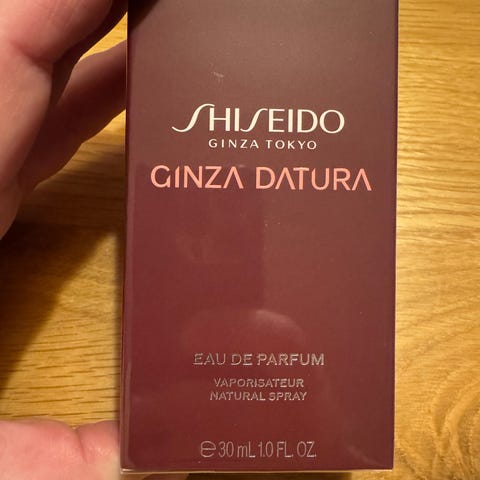 SHISEIDO
GINZA TOKYO
GINZA DATURA
EAU DE PARFUM
VAPORISATEUR
NATURAL SPRAY
℮ 30 mL 1.0 FL. OZ.